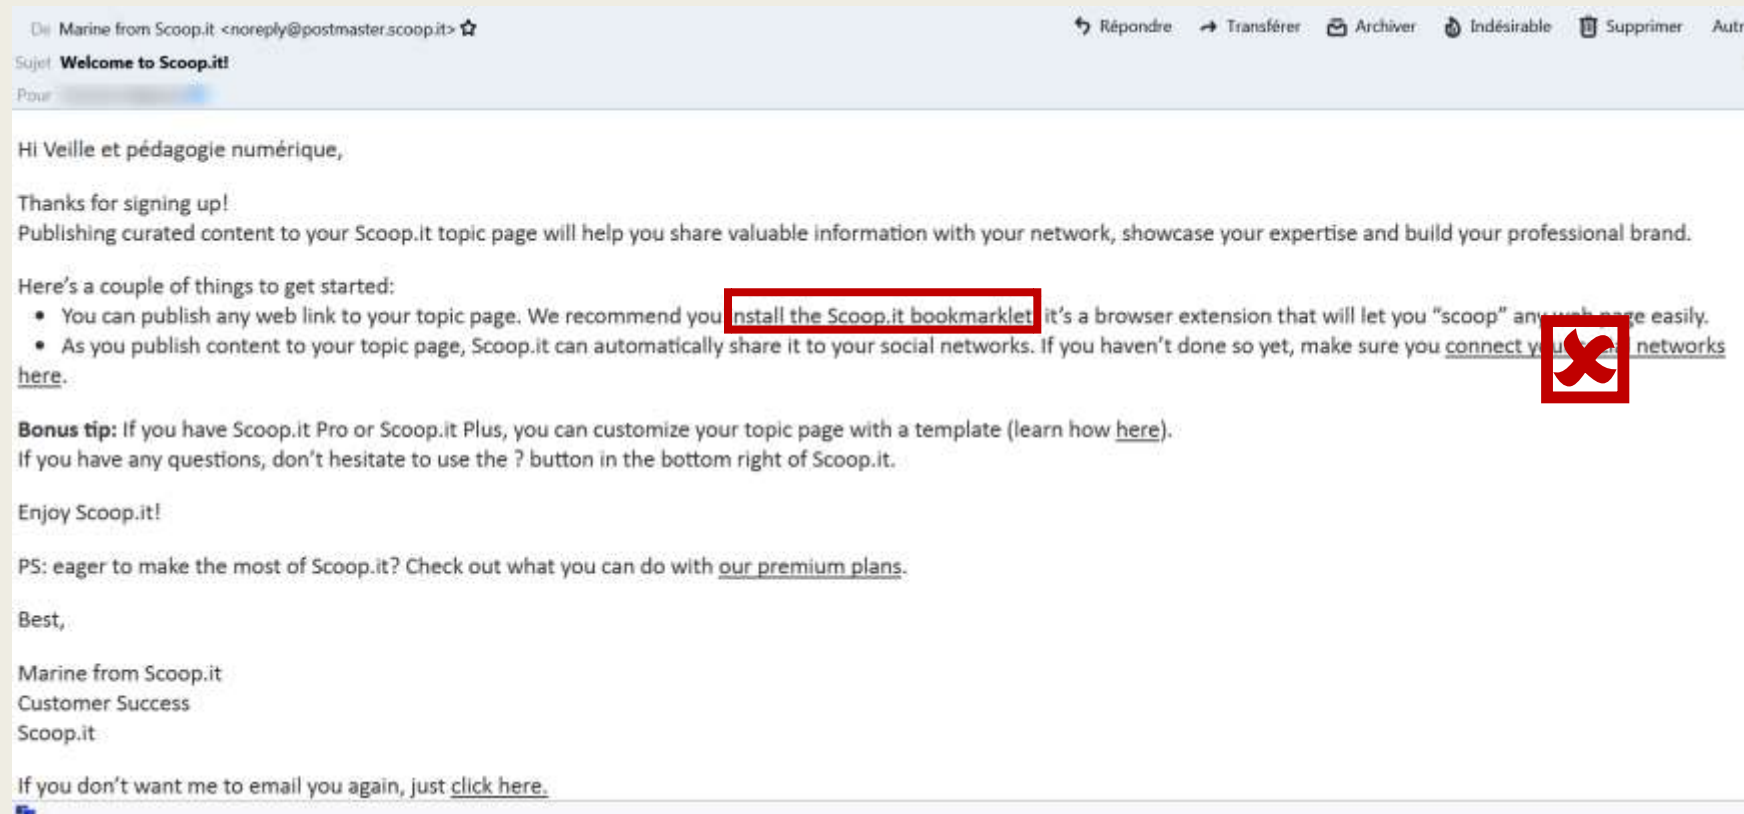 De Marine from Scoop.it <noreply@postmaster.scoop.it>
Répondre Transférer Archiver Indésirable Supprimer Autr
Sujet Welcome to Scoop.it!
Pour
Hi Veille et pédagogie numérique,
Thanks for signing up!
Publishing curated content to your Scoop.it topic page will help you share valuable information with your network, showcase your expertise and build your professional brand.
Here’s a couple of things to get started:
• You can publish any web link to your topic page. We recommend you nstall the Scoop.it bookmarklet it’s a browser extension that will let you “scoop” any web page easily.
• As you publish content to your topic page, Scoop.it can automatically share it to your social networks. If you haven’t done so yet, make sure you connect networks
here.
Bonus tip: If you have Scoop.it Pro or Scoop.it Plus, you can customize your topic page with a template (learn how here).
If you have any questions, don’t hesitate to use the ? button in the bottom right of Scoop.it.
Enjoy Scoop.it!
PS: eager to make the most of Scoop.it? Check out what you can do with our premium plans.
Best,
Marine from Scoop.it
Customer Success
Scoop.it
If you don’t want me to email you again, just click here.